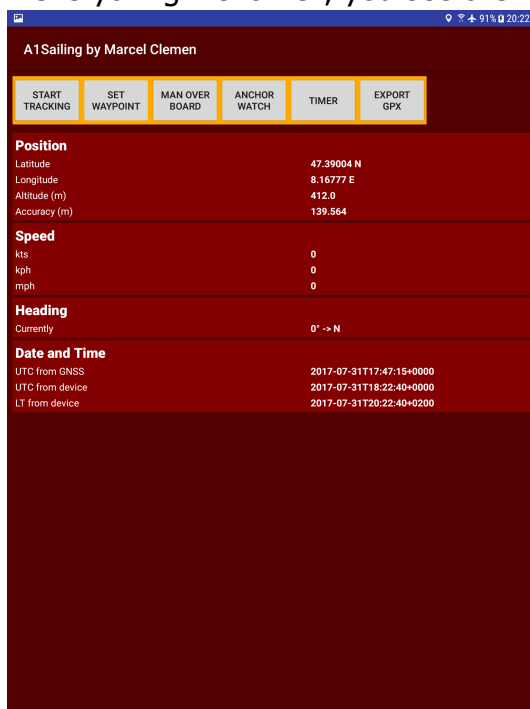 91% 20:22
A1Sailing by Marcel Clemen
START TRACKING
SET WAYPOINT
MAN OVER BOARD
ANCHOR WATCH
TIMER
EXPORT GPX
Position
Latitude 47.39004 N
Longitude 8.16777 E
Altitude (m) 412.0
Accuracy (m) 139.564
Speed
kts 0
kph 0
mph 0
Heading
Currently 0° -> N
Date and Time
UTC from GNSS 2017-07-31T17:47:15+0000
UTC from device 2017-07-31T18:22:40+0000
LT from device 2017-07-31T20:22:40+0200